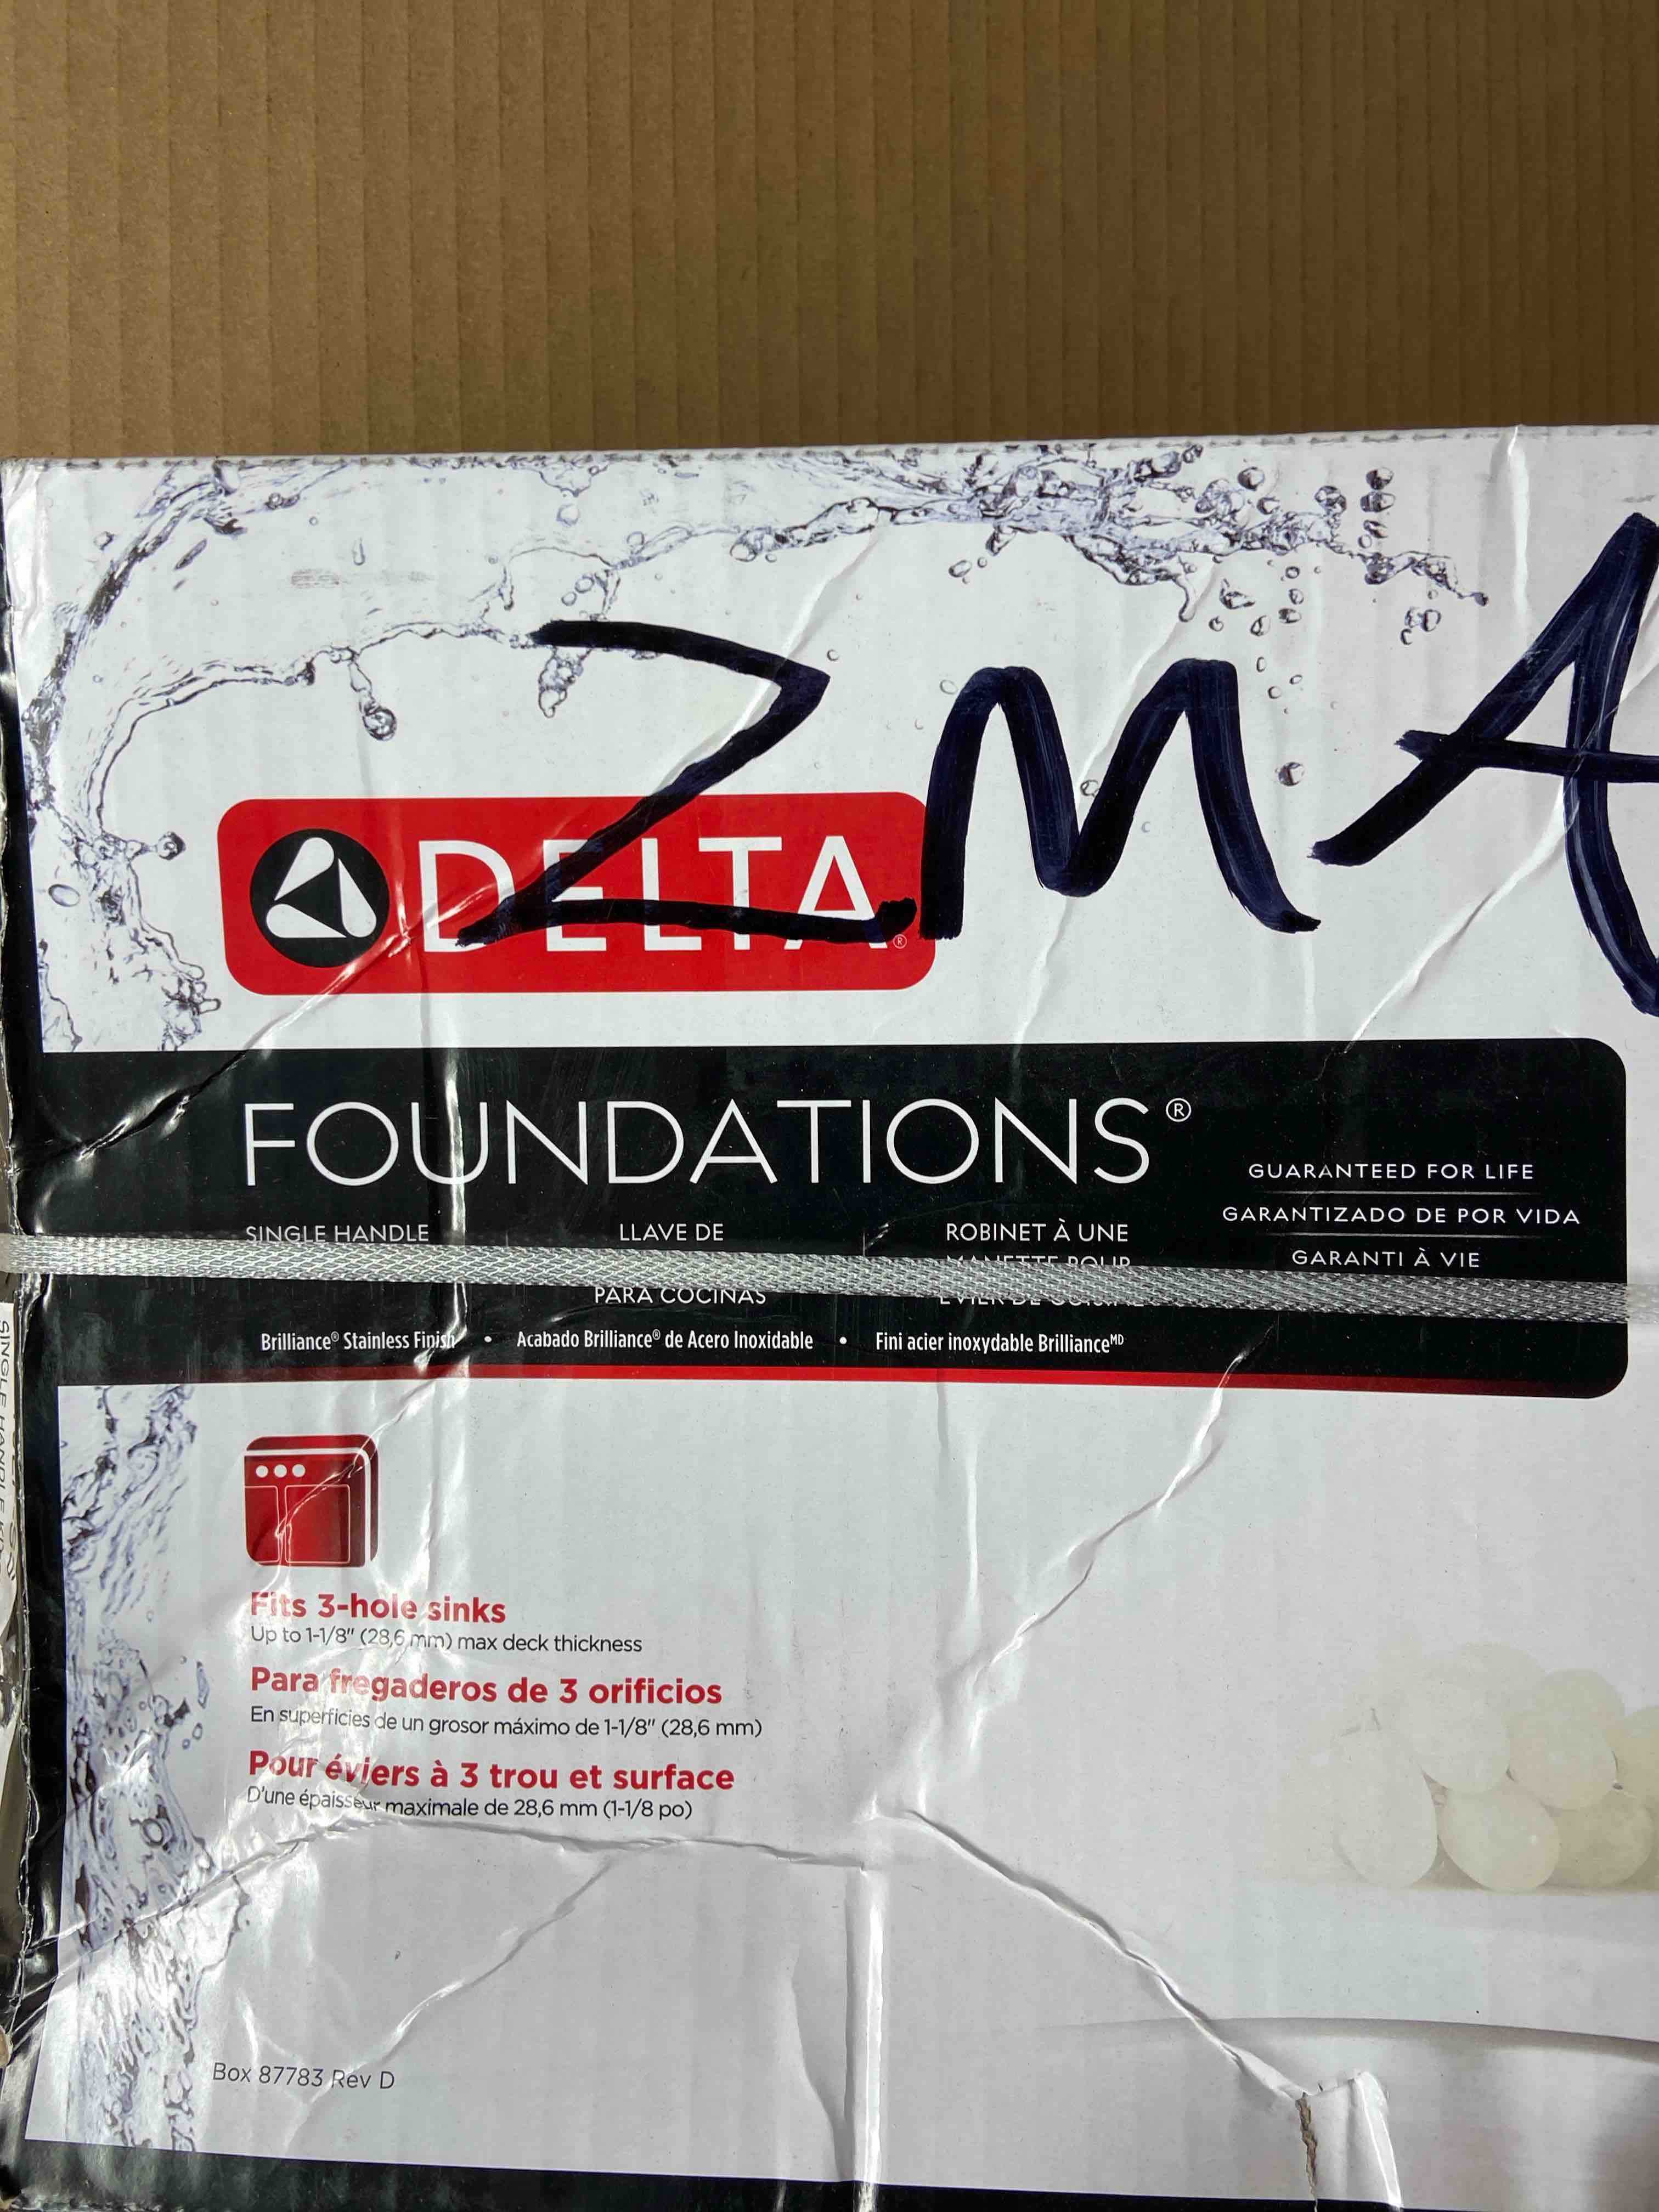 ZMA
DELTA®
FOUNDATIONS®
GUARANTEED FOR LIFE
GARANTIZADO DE POR VIDA
GARANTI À VIE
SINGLE HANDLE
LLAVE DE
PARA COCINAS
ROBINET À UNE
MANETTE POUR
Brilliance® Stainless Finish • Acabado Brilliance® de Acero Inoxidable • Fini acier inoxydable Brilliance MD
Fits 3-hole sinks
Up to 1-1/8" (28,6 mm) max deck thickness
Para fregaderos de 3 orificios
En superficies de un grosor máximo de 1-1/8" (28,6 mm)
Pour éviers à 3 trou et surface
D'une épaisseur maximale de 28,6 mm (1-1/8 po)
Box 87783 Rev D
SINGLE HANDLE